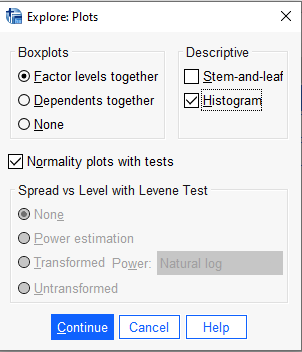 Explore: Plots
Boxplots
Factor levels together
Dependents together
None
Descriptive
Stem-and-leaf
Histogram
Normality plots with tests
Spread vs Level with Levene Test
None
Power estimation
Transformed Power: Natural log
Untransformed
Continue Cancel Help